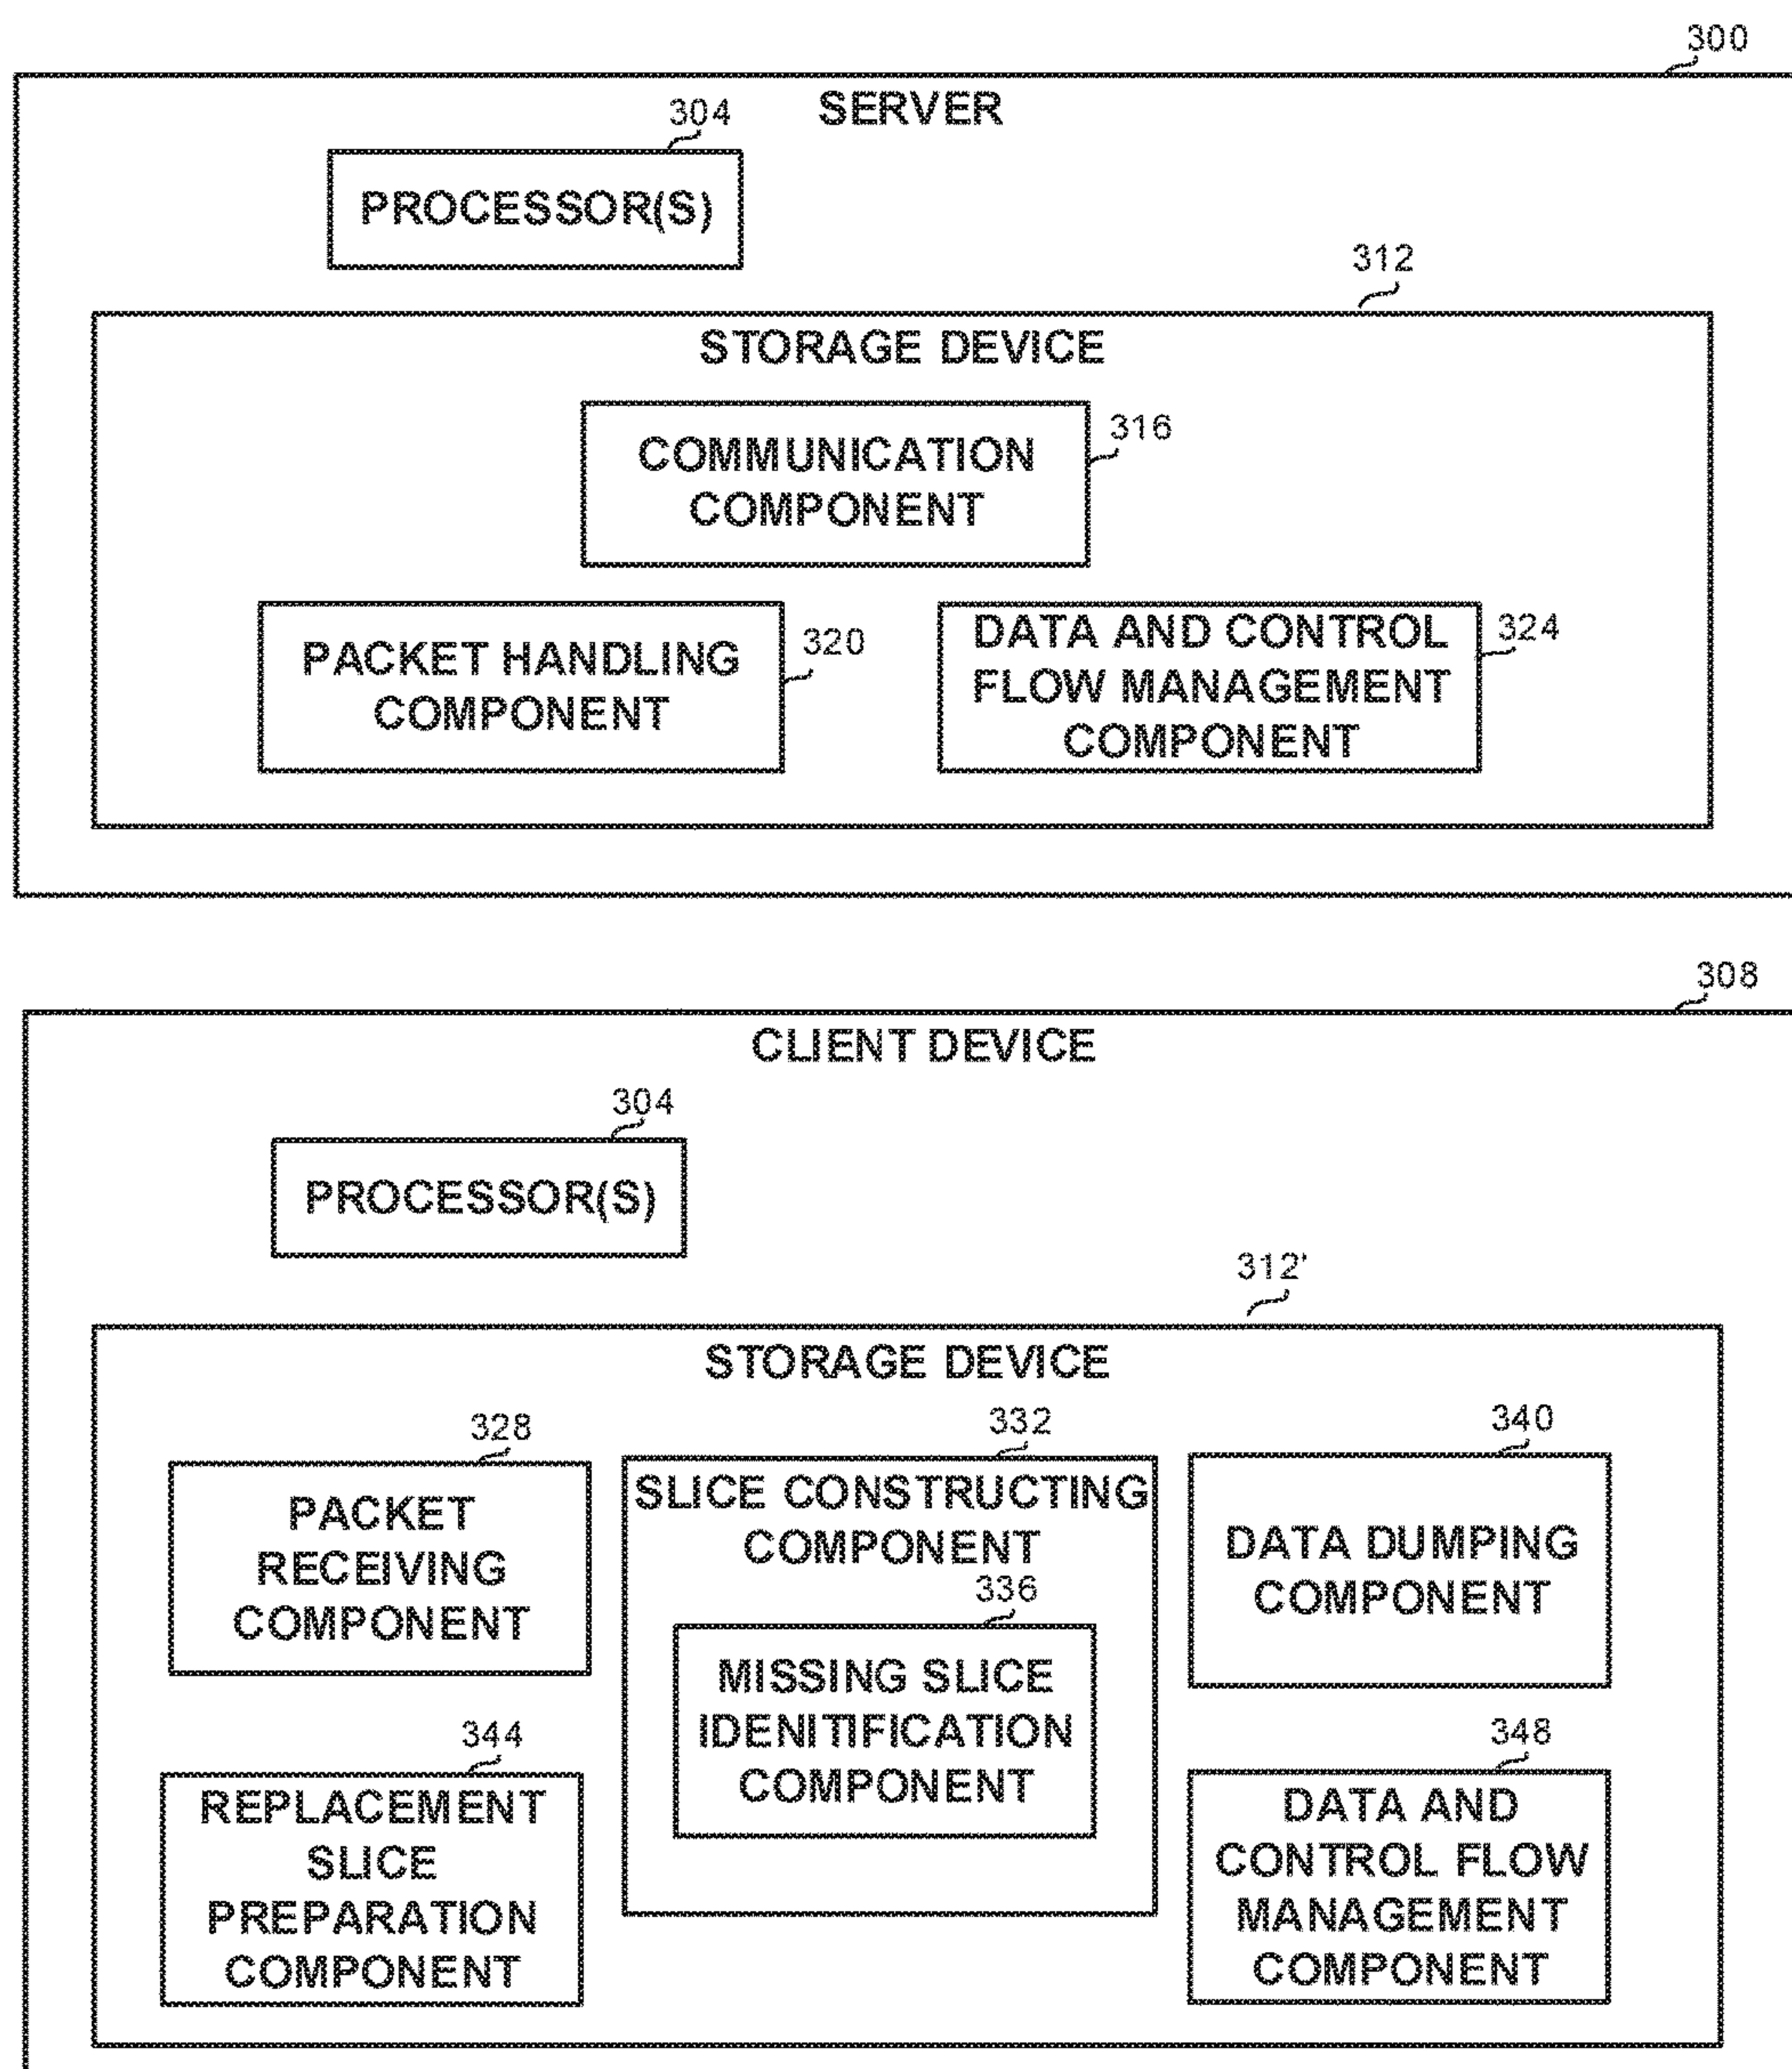 300
SERVER
304
PROCESSOR(S)
312
STORAGE DEVICE
COMMUNICATION
COMPONENT
316
PACKET HANDLING
COMPONENT
320
DATA AND CONTROL
FLOW MANAGEMENT
COMPONENT
324
308
CLIENT DEVICE
304
PROCESSOR(S)
312'
STORAGE DEVICE
328
PACKET
RECEIVING
COMPONENT
332
SLICE CONSTRUCTING
COMPONENT
336
MISSING SLICE
IDENITIFICATION
COMPONENT
340
DATA DUMPING
COMPONENT
344
REPLACEMENT
SLICE
PREPARATION
COMPONENT
348
DATA AND
CONTROL FLOW
MANAGEMENT
COMPONENT